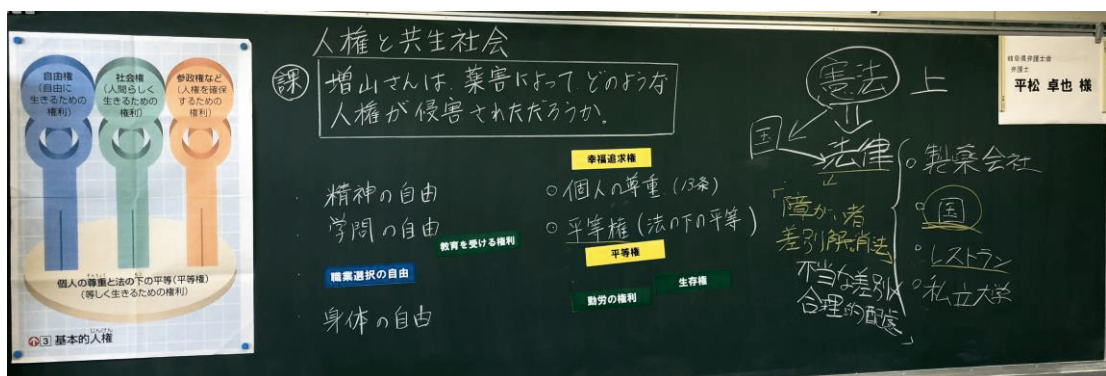 自由権
(自由に
生きるための
権利)
社会権
(人間らしく
生きるための
権利)
参政権など
(人権を確保
するための
権利)
個人の尊重と法の下の平等(平等権)
そんちょう
(等しく生きるための権利)
③ 基本的人権
じんけん
人権と共生社会
課
増山さんは、薬害によって、どのような
人権が侵害されただろうか。
精神の自由
学問の自由
教育を受ける権利
職業選択の自由
身体の自由
幸福追求権
個人の尊重(13条)
平等権(法の下の平等)
平等権
生存権
勤労の権利
憲法 上
国
法律
「障がい者
差別解消法」
不当な差別
合理的配慮
製薬会社
国
レストラン
私立大学
岐阜県弁護士会
弁護士
平松 卓也 様